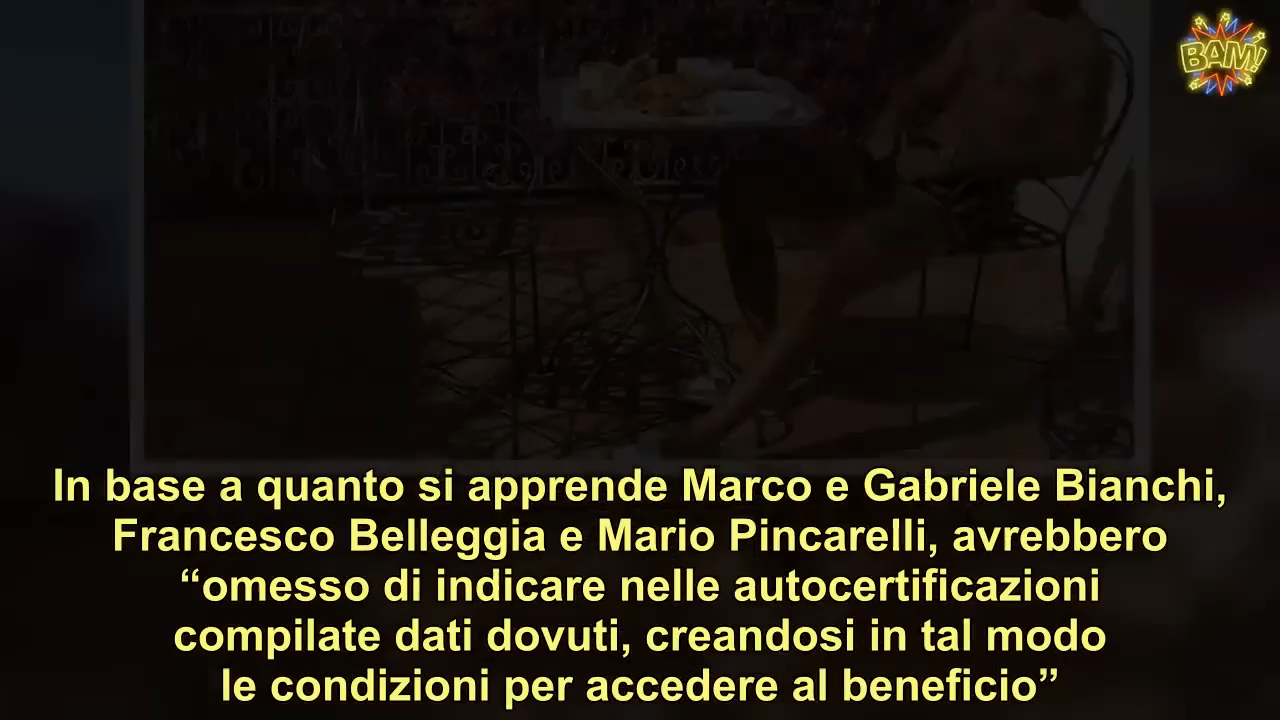 BAM!
In base a quanto si apprende Marco e Gabriele Bianchi,
Francesco Belleggia e Mario Pincarelli, avrebbero
“omesso di indicare nelle autocertificazioni
compilate dati dovuti, creandosi in tal modo
le condizioni per accedere al beneficio”